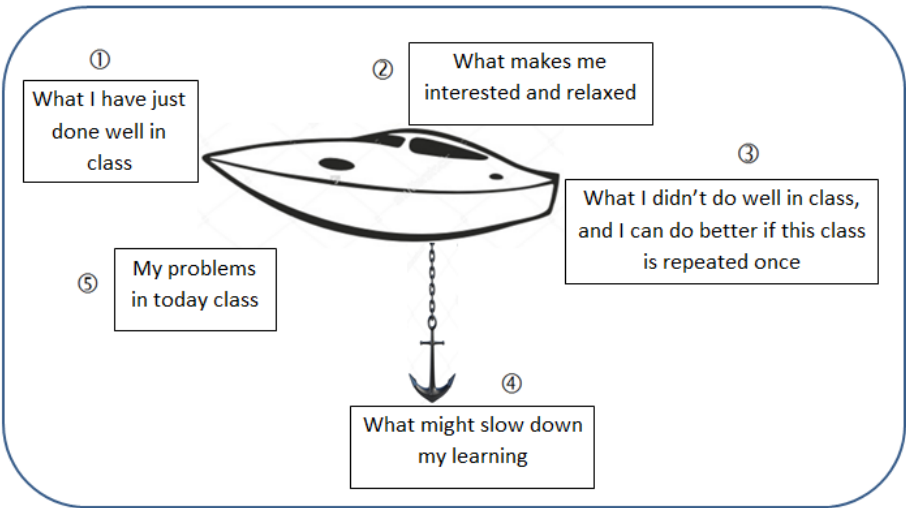 ①
What I have just
done well in
class
②
What makes me
interested and relaxed
③
What I didn’t do well in class,
and I can do better if this class
is repeated once
④
What might slow down
my learning
⑤
My problems
in today class